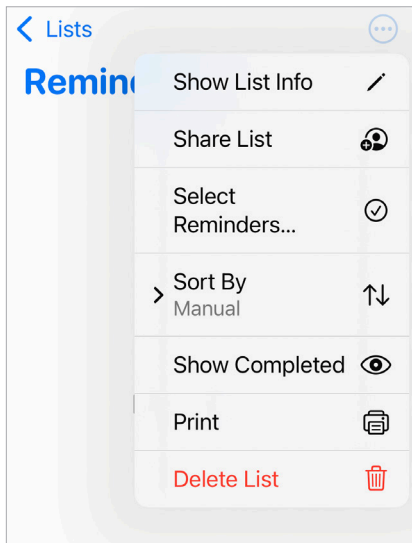 Lists
Remin
Show List Info
Share List
Select
Reminders...
Sort By
Manual
Show Completed
Print
Delete List